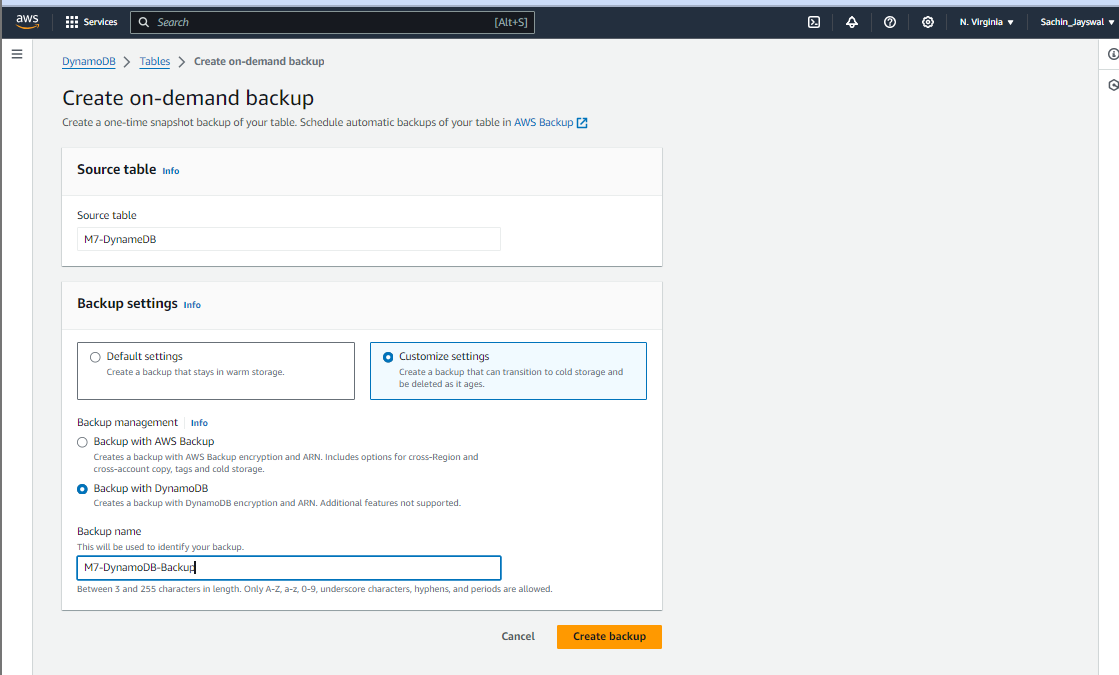 aws Services Search [Alt+S] N. Virginia Sachin_Jayswal
DynamoDB Tables Create on-demand backup
Create on-demand backup
Create a one-time snapshot backup of your table. Schedule automatic backups of your table in AWS Backup
Source table Info
Source table
M7-DynameDB
Backup settings Info
Default settings
Create a backup that stays in warm storage.
Customize settings
Create a backup that can transition to cold storage and
be deleted as it ages.
Backup management Info
Backup with AWS Backup
Creates a backup with AWS Backup encryption and ARN. Includes options for cross-Region and
cross-account copy, tags and cold storage.
Backup with DynamoDB
Creates a backup with DynamoDB encryption and ARN. Additional features not supported.
Backup name
This will be used to identify your backup.
M7-DynamoDB-Backup
Between 3 and 255 characters in length. Only A-Z, a-z, 0-9, underscore characters, hyphens, and periods are allowed.
Cancel Create backup